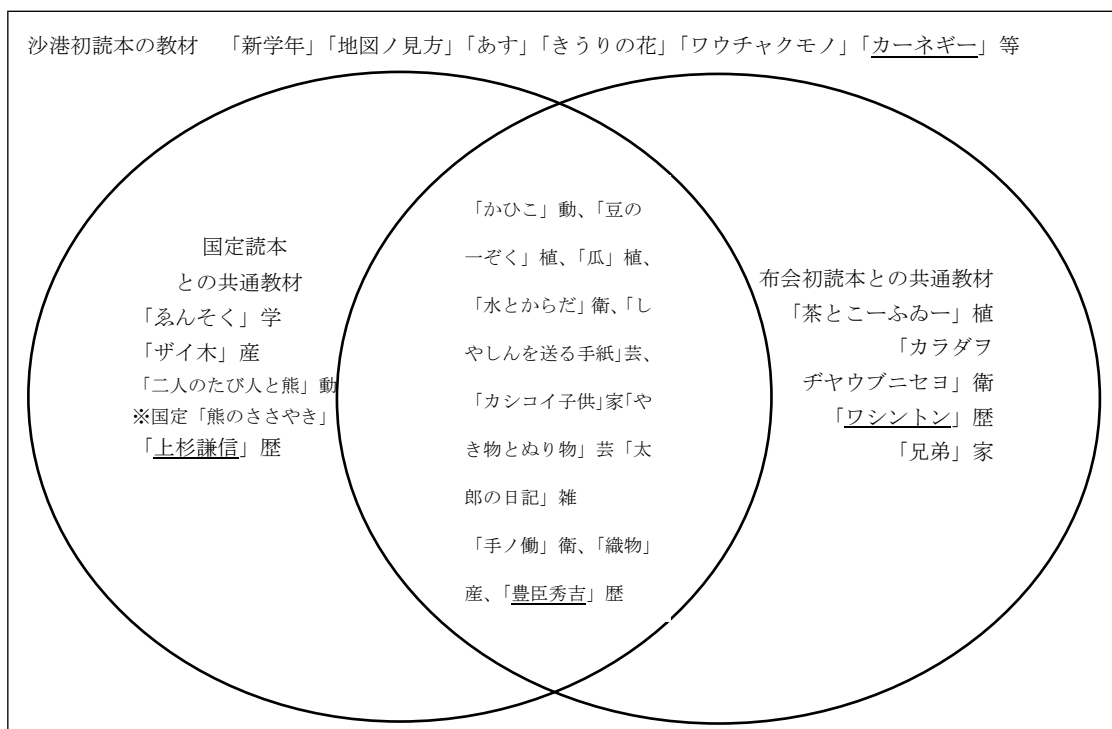 沙港初読本の教材　「新学年」「地図ノ見方」「あす」「きうりの花」「ワウチャクモノ」「カーネギー」等
国定読本
との共通教材
「ゑんそく」学
「ザイ木」産
「二人のたび人と熊」動
※国定「熊のささやき」
「上杉謙信」歴
「かひこ」動、「豆の
一ぞく」植、「瓜」植、
「水とからだ」衛、「し
やしんを送る手紙」芸、
「カシコイ子供」家「や
き物とぬり物」芸「太
郎の日記」雑
「手ノ働」衛、「織物」
産、「豊臣秀吉」歴
布会初読本との共通教材
「茶とこーふゐー」植
「カラダヲ
ヂヤウブニセヨ」衛
「ワシントン」歴
「兄弟」家